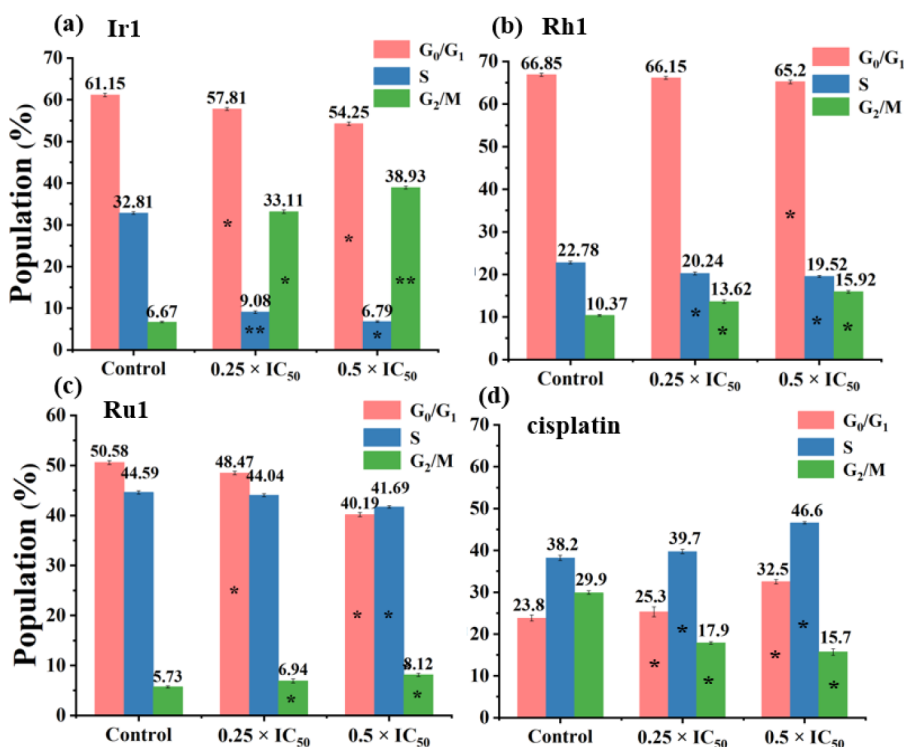 (a) Ir1
Population (%)
70
60
50
40
30
20
10
0
G₀/G₁
S
G₂/M
61.15
32.81
6.67
57.81
*
9.08
**
33.11
*
54.25
*
6.79
*
38.93
**
Control
0.25 × IC₅₀
0.5 × IC₅₀
(b) Rh1
70
60
50
40
30
20
10
0
G₀/G₁
S
G₂/M
66.85
22.78
10.37
66.15
20.24
*
13.62
*
65.2
*
19.52
*
15.92
*
Control
0.25 × IC₅₀
0.5 × IC₅₀
(c) Ru1
Population (%)
60
50
40
30
20
10
0
G₀/G₁
S
G₂/M
50.58
44.59
5.73
48.47
*
44.04
6.94
*
40.19
*
41.69
*
8.12
*
Control
0.25 × IC₅₀
0.5 × IC₅₀
(d) cisplatin
70
60
50
40
30
20
10
0
G₀/G₁
S
G₂/M
23.8
38.2
29.9
25.3
*
39.7
*
17.9
*
32.5
*
46.6
*
15.7
*
Control
0.25 × IC₅₀
0.5 × IC₅₀